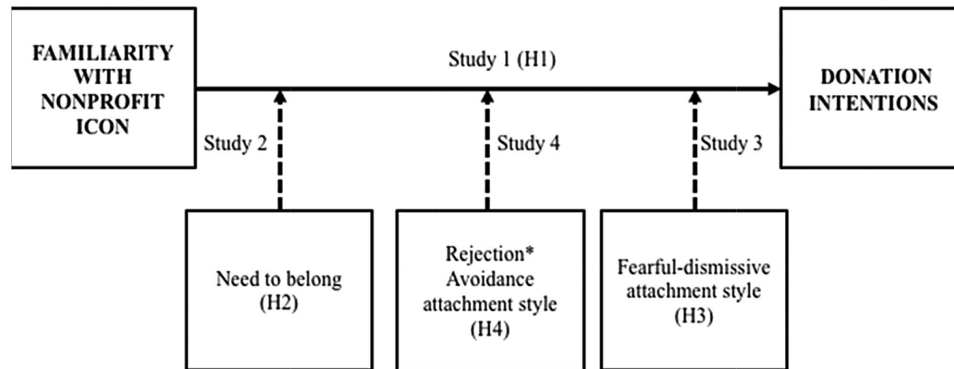 FAMILIARITY
WITH
NONPROFIT
ICON
Study 1 (H1)
DONATION
INTENTIONS
Study 2
Study 4
Study 3
Need to belong
(H2)
Rejection*
Avoidance
attachment style
(H4)
Fearful-dismissive
attachment style
(H3)